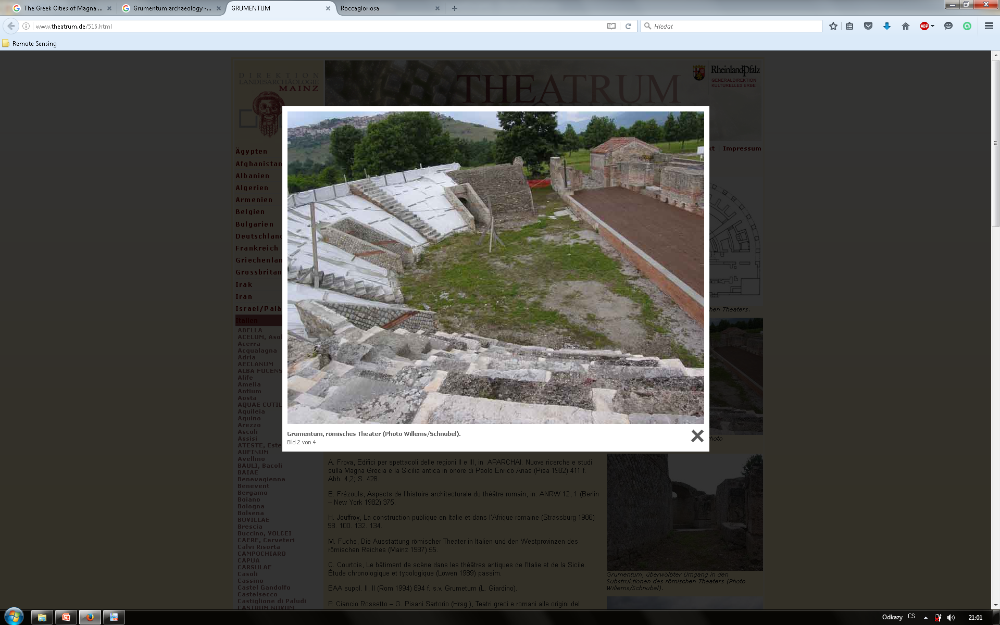 The Greek Cities of Magna ...
Grumentum archaeology -...
GRUMENTUM
Roccagloriosa
www.theatrum.de/516.html
Hledat
ABP
Remote Sensing
DIREKTION
LANDESARCHÄOLOGIE
MAINZ
THEATRUM
RheinlandPfalz
GENERALDIREKTION
KULTURELLES ERBE
kt | Impressum
Ägypten
Afghanistan
Albanien
Algerien
Armenien
Belgien
Bulgarien
Deutschland
Frankreich
Griechenlan
Grossbritan
Irak
Iran
Israel/Palä
Italien
ABELLA
ACELUM, Asol
Acerra
Acqualagna
Adria
AECLANUM
ALBA FUCENS
Alife
Amelia
Antium
Aosta
AQUAE CUTIL
Aquileia
Aquino
Arezzo
Ascoli
Assisi
ATESTE, Este
AUFINUM
Avellino
BAULI, Bacoli
BAIAE
Benevagienna
Benevent
Bergamo
Boiano
Bologna
Bolsena
BOVILLAE
Brescia
Buccino, VOLCEI
CAERE, Cerveteri
Calvi Risorta
CAMPOCHIARO
CAPUA
CARSULAE
Casoli
Cassino
Castel Gandolfo
Castelsecco
Castiglione di Paludi
CASTRUM NOVUM
Grumentum, römisches Theater (Photo Willems/Schnubel).
Bild 2 von 4
A. Frova, Edifici per spettacoli delle regioni II e III, in APARCHAI. Nuove ricerche e studi
sulla Magna Grecia e la Sicilia antica in onore di Paolo Enrico Arias (Pisa 1982) 411 f.
Abb. 4,2; S. 428.
E. Frézouls, Aspects de l'histoire architecturale du théâtre romain, in: ANRW 12, 1 (Berlin
– New York 1982) 375.
H. Jouffroy, La construction publique en Italie et dans l'Afrique romaine (Strassburg 1986)
98. 100. 132. 134.
M. Fuchs, Die Ausstattung römischer Theater in Italien und den Westprovinzen des
römischen Reiches (Mainz 1987) 55.
C. Courtois, Le bâtiment de scène dans les théâtres antiques de l'Italie et de la Sicile.
Étude chronologique et typologique (Löwen 1989) passim.
EAA suppl. II, II (Rom 1994) 894 f. s.v. Grumetum (L. Giardino).
P. Ciancio Rossetto – G. Pisani Sartorio (Hrsg.), Teatri greci e romani alle origini del
hen Theaters.
hoto
Grumentum, überwölbter Umgang in den
Substruktionen des römischen Theaters (Photo
Willems/Schnubel).
Odkazy
CS
21:01